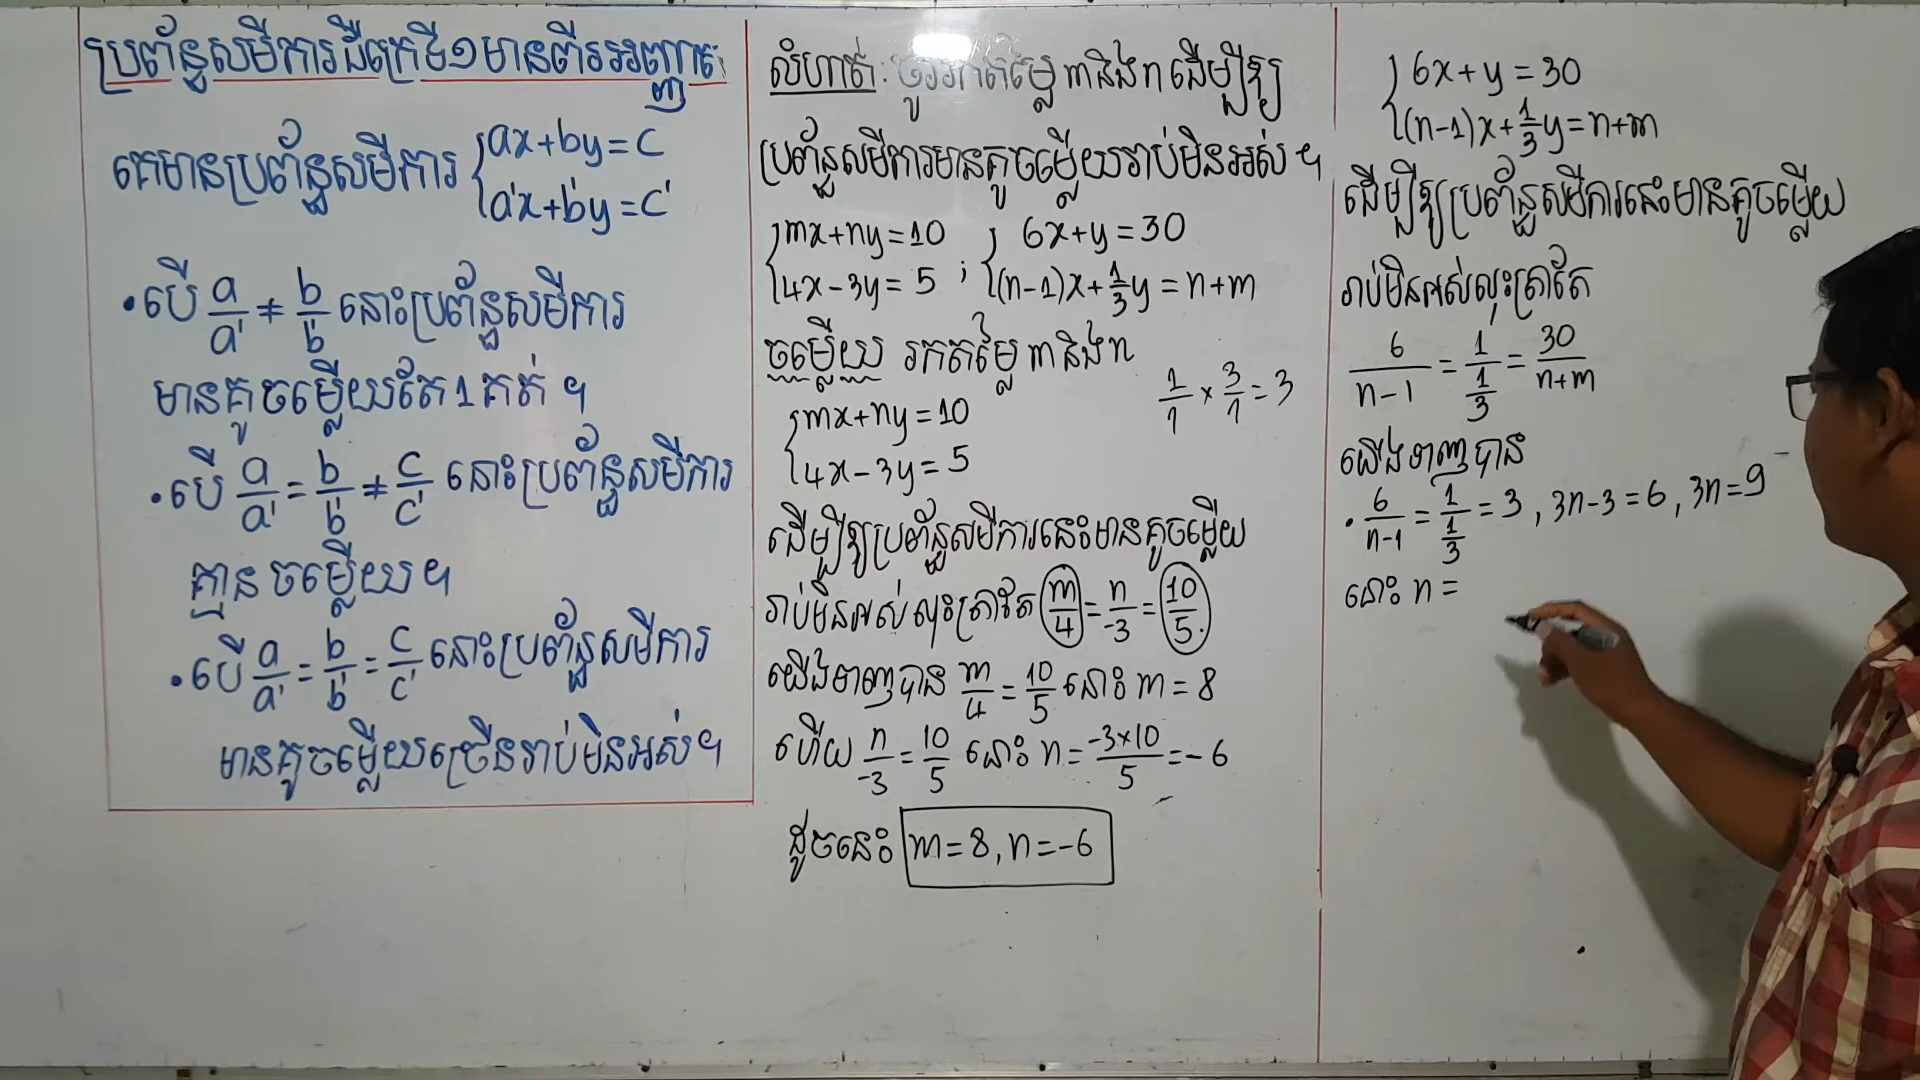 ប្រព័ន្ធសមីការដឺក្រេទី១មានពីរអញ្ញាត
គេមានប្រព័ន្ធសមីការ { ax+by=c
a'x+b'y=c'
• បើ a/a' ≠ b/b' នោះប្រព័ន្ធសមីការ
មានគូចម្លើយតែ 1 គត់ ។
• បើ a/a' = b/b' ≠ c/c' នោះប្រព័ន្ធសមីការ
គ្មានចម្លើយ។
• បើ a/a' = b/b' = c/c' នោះប្រព័ន្ធសមីការ
មានគូចម្លើយច្រើនរាប់មិនអស់។
លំហាត់: ចូររកតម្លៃ m និង n ដើម្បីឲ្យ
ប្រព័ន្ធសមីការមានគូចម្លើយរាប់មិនអស់ ។
{ mx+ny=10 ; { 6x+y=30
4x-3y=5 (n-1)x+1/3y=n+m
ចម្លើយ រកតម្លៃ m និង n
1/1 × 3/1 = 3
{ mx+ny=10
4x-3y=5
ដើម្បីឲ្យប្រព័ន្ធសមីការនេះមានគូចម្លើយ
រាប់មិនអស់លុះត្រាតែ m/4 = n/-3 = 10/5
យើងទាញបាន m/4 = 10/5 នោះ m = 8
ហើយ n/-3 = 10/5 នោះ n = -3×10/5 = -6
ដូចនេះ m=8, n=-6
{ 6x+y=30
(n-1)x+1/3y=n+m
ដើម្បីឲ្យប្រព័ន្ធសមីការនេះមានគូចម្លើយ
រាប់មិនអស់លុះត្រាតែ
6/n-1 = 1/1/3 = 30/n+m
យើងទាញបាន
• 6/n-1 = 1/1/3 = 3, 3n-3=6, 3n=9
នោះ n =